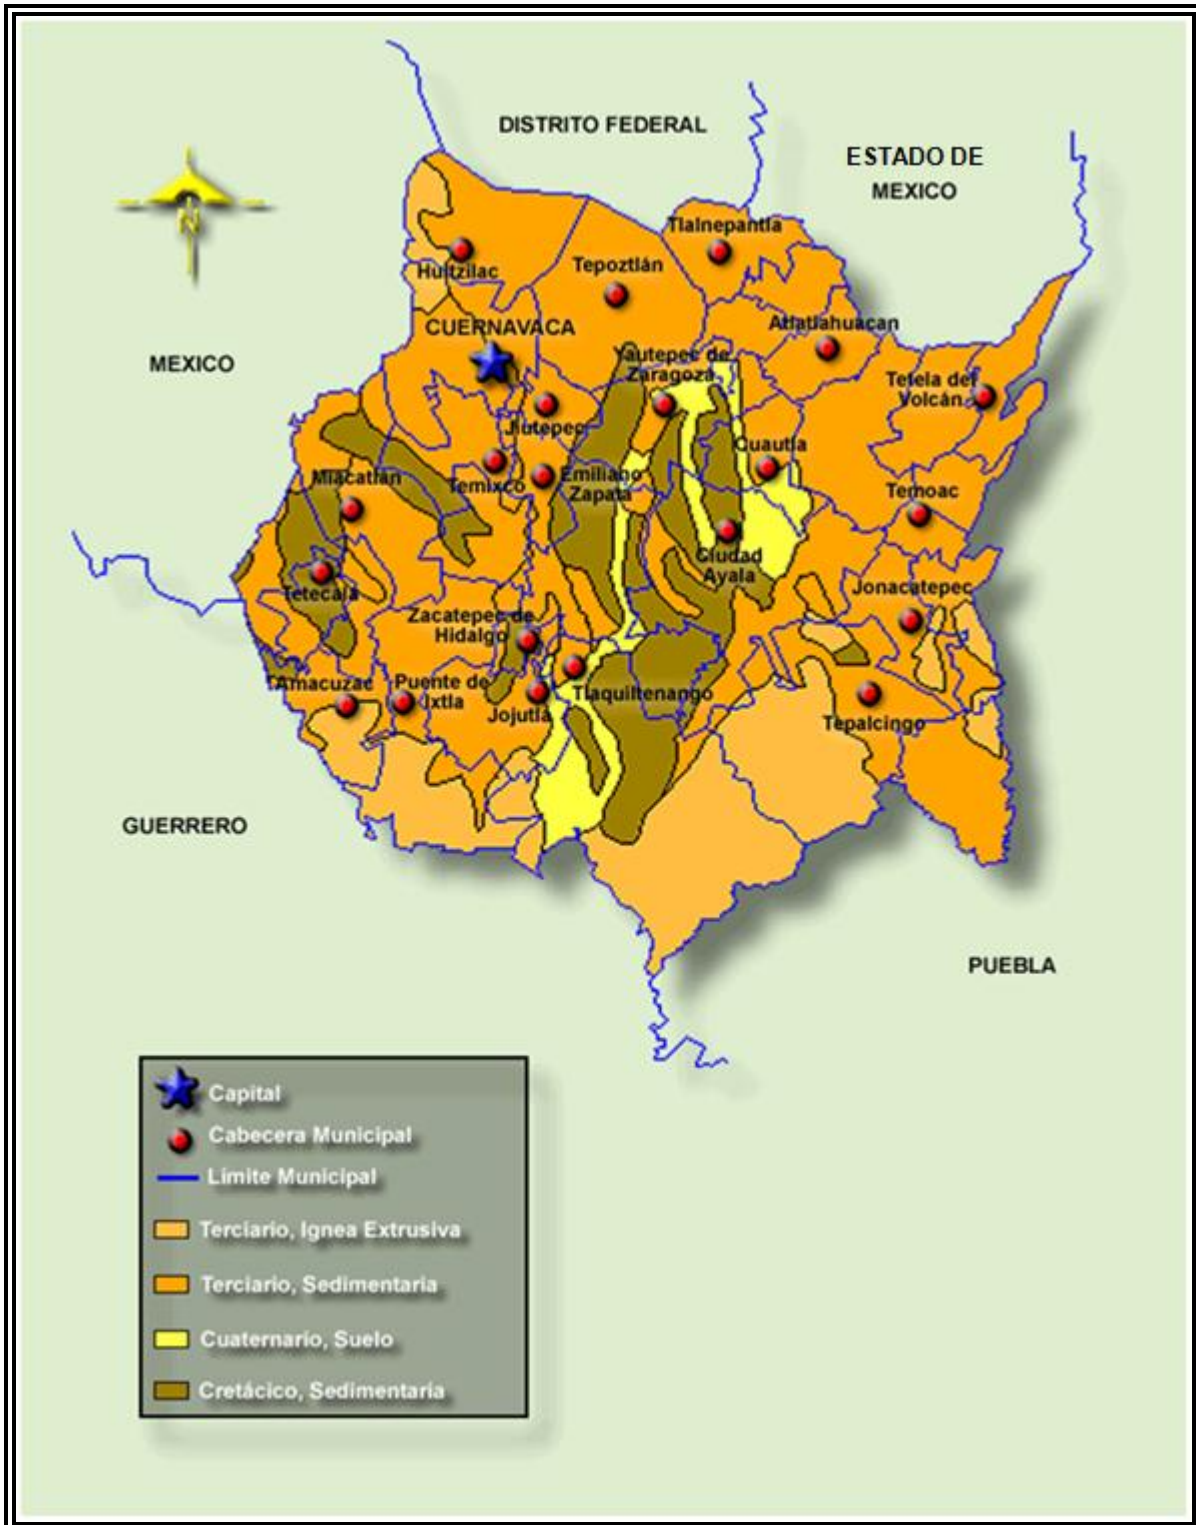 DISTRITO FEDERAL
ESTADO DE
MEXICO
N
Tlalnepantla
Tepoztlán
Huitzilac
CUERNAVACA
Atlatlahuacan
MEXICO
Yautepec de
Zaragoza
Tetela del
Volcán
Jiutepec
Cuautla
Miacatlán
Temixco
Emiliano
Zapata
Temoac
Ciudad
Ayala
Tetecala
Jonacatepec
Zacatepec de
Hidalgo
Amacuzac
Puente de
Ixtla
Jojutla
Tlaquiltenango
Tepalcingo
GUERRERO
PUEBLA
Capital
Cabecera Municipal
Límite Municipal
Terciario, Ignea Extrusiva
Terciario, Sedimentaria
Cuaternario, Suelo
Cretácico, Sedimentaria